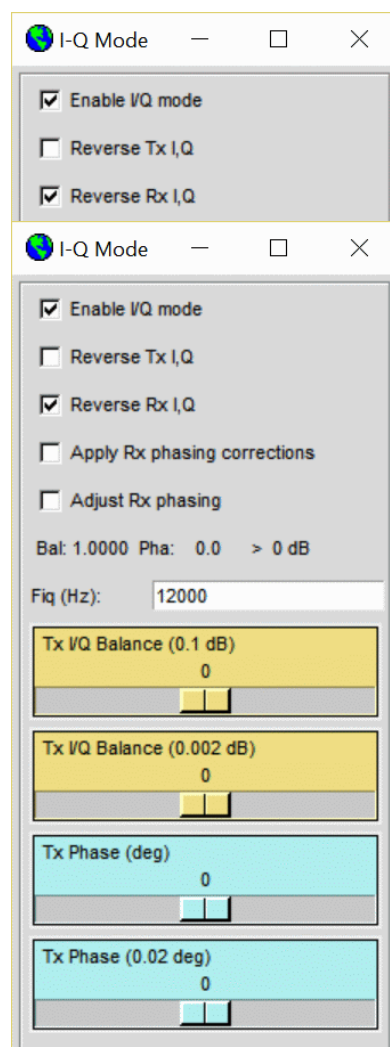 I-Q Mode
Enable I/Q mode
Reverse Tx I,Q
Reverse Rx I,Q
I-Q Mode
Enable I/Q mode
Reverse Tx I,Q
Reverse Rx I,Q
Apply Rx phasing corrections
Adjust Rx phasing
Bal: 1.0000 Pha: 0.0 > 0 dB
Fiq (Hz): 12000
Tx I/Q Balance (0.1 dB)
0
Tx I/Q Balance (0.002 dB)
0
Tx Phase (deg)
0
Tx Phase (0.02 deg)
0